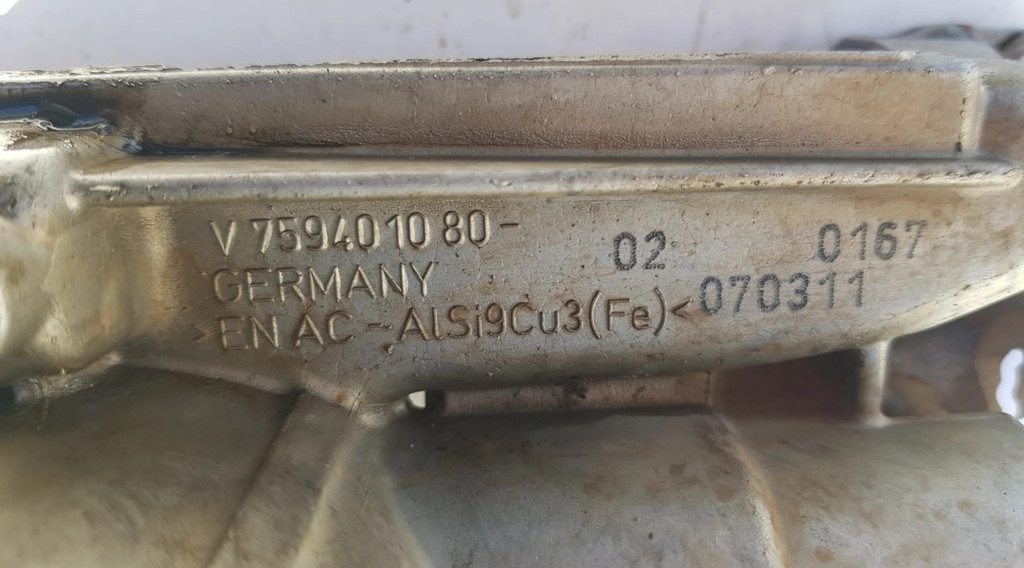 V 7594010 80-
02 0167
GERMANY
070311
>EN AC - AlSi9Cu3(Fe)<